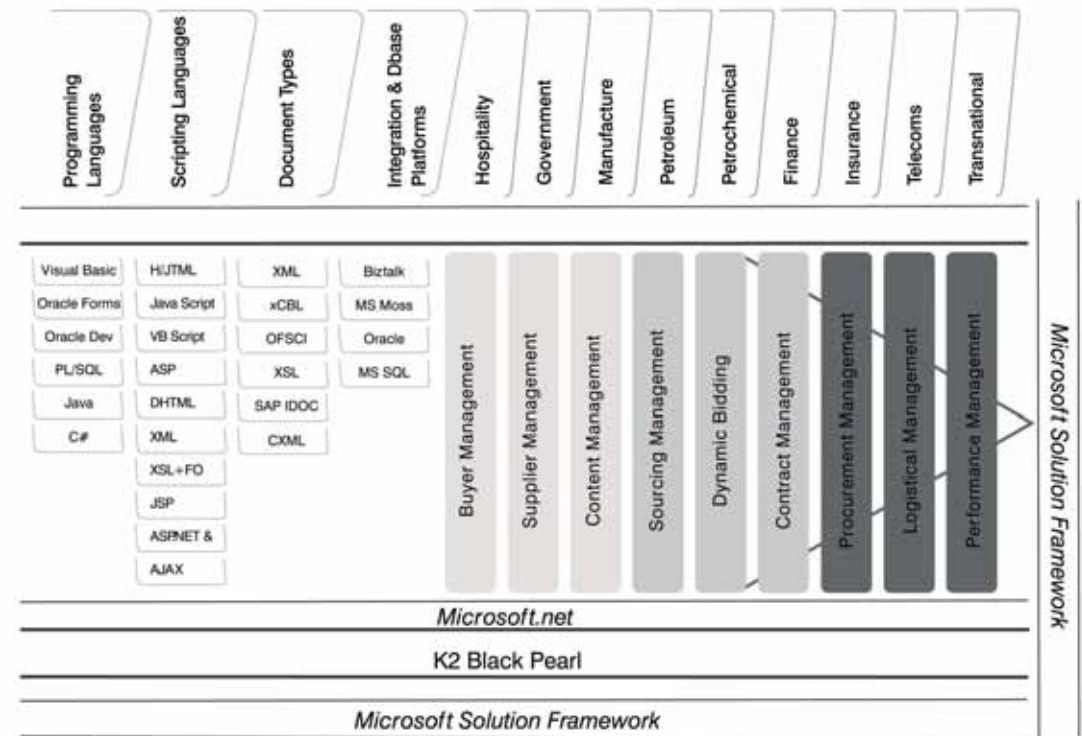 Programming
Languages
Scripting Languages
Document Types
Integration & Dbase
Platforms
Hospitality
Government
Manufacture
Petroleum
Petrochemical
Finance
Insurance
Telecoms
Transnational
Visual Basic
Oracle Forms
Oracle Dev
PL/SQL
Java
C#
H/JTML
Java Script
VB Script
ASP
DHTML
XML
XSL+FO
JSP
ASP.NET &
AJAX
XML
xCBL
OFSCI
XSL
SAP IDOC
CXML
Biztalk
MS Moss
Oracle
MS SQL
Buyer Management
Supplier Management
Content Management
Sourcing Management
Dynamic Bidding
Contract Management
Procurement Management
Logistical Management
Performance Management
Microsoft Solution Framework
Microsoft.net
K2 Black Pearl
Microsoft Solution Framework